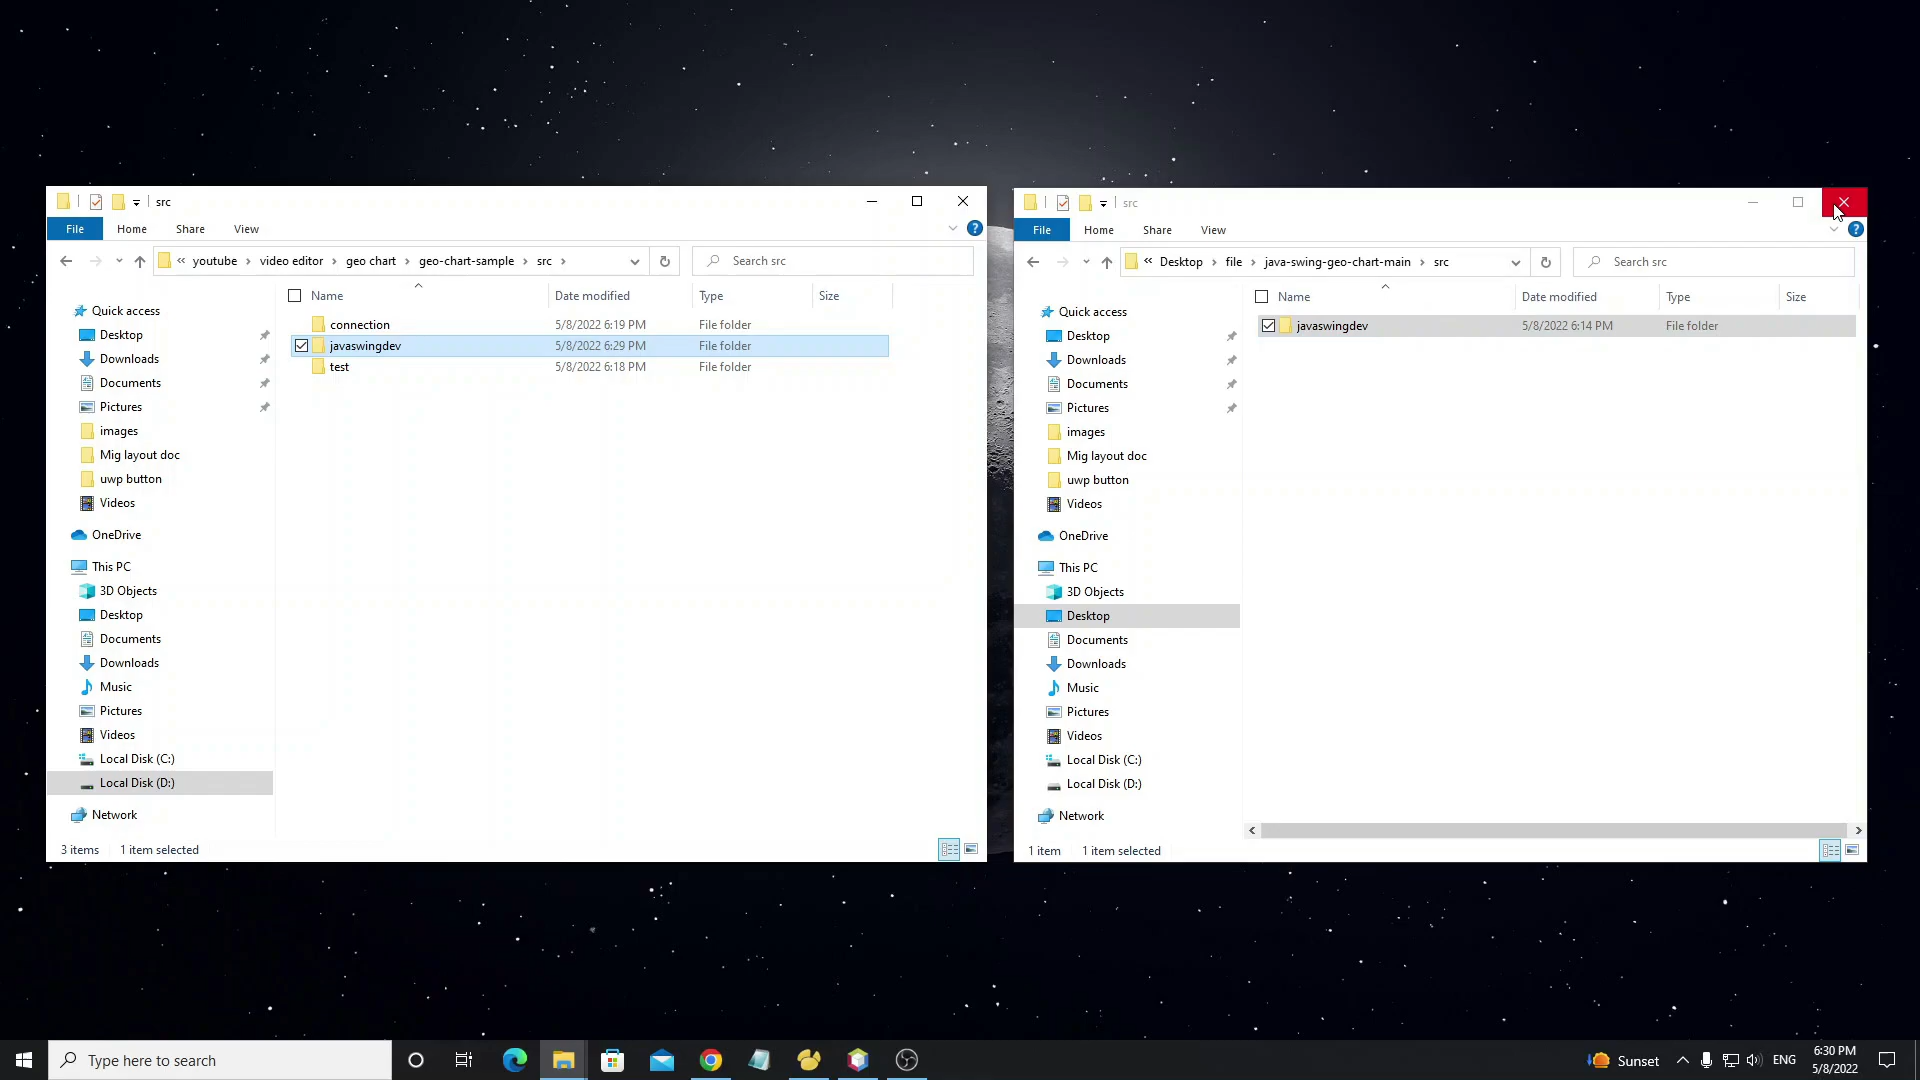 src
File Home Share View
« youtube > video editor > geo chart > geo-chart-sample > src >
Search src
Name Date modified Type Size
connection 5/8/2022 6:19 PM File folder
javaswingdev 5/8/2022 6:29 PM File folder
test 5/8/2022 6:18 PM File folder
Quick access
Desktop
Downloads
Documents
Pictures
images
Mig layout doc
uwp button
Videos
OneDrive
This PC
3D Objects
Desktop
Documents
Downloads
Music
Pictures
Videos
Local Disk (C:)
Local Disk (D:)
Network
3 items 1 item selected
src
File Home Share View
« Desktop > file > java-swing-geo-chart-main > src
Search src
Name Date modified Type Size
javaswingdev 5/8/2022 6:14 PM File folder
Quick access
Desktop
Downloads
Documents
Pictures
images
Mig layout doc
uwp button
Videos
OneDrive
This PC
3D Objects
Desktop
Documents
Downloads
Music
Pictures
Videos
Local Disk (C:)
Local Disk (D:)
Network
1 item 1 item selected
Type here to search
Sunset
ENG
6:30 PM
5/8/2022